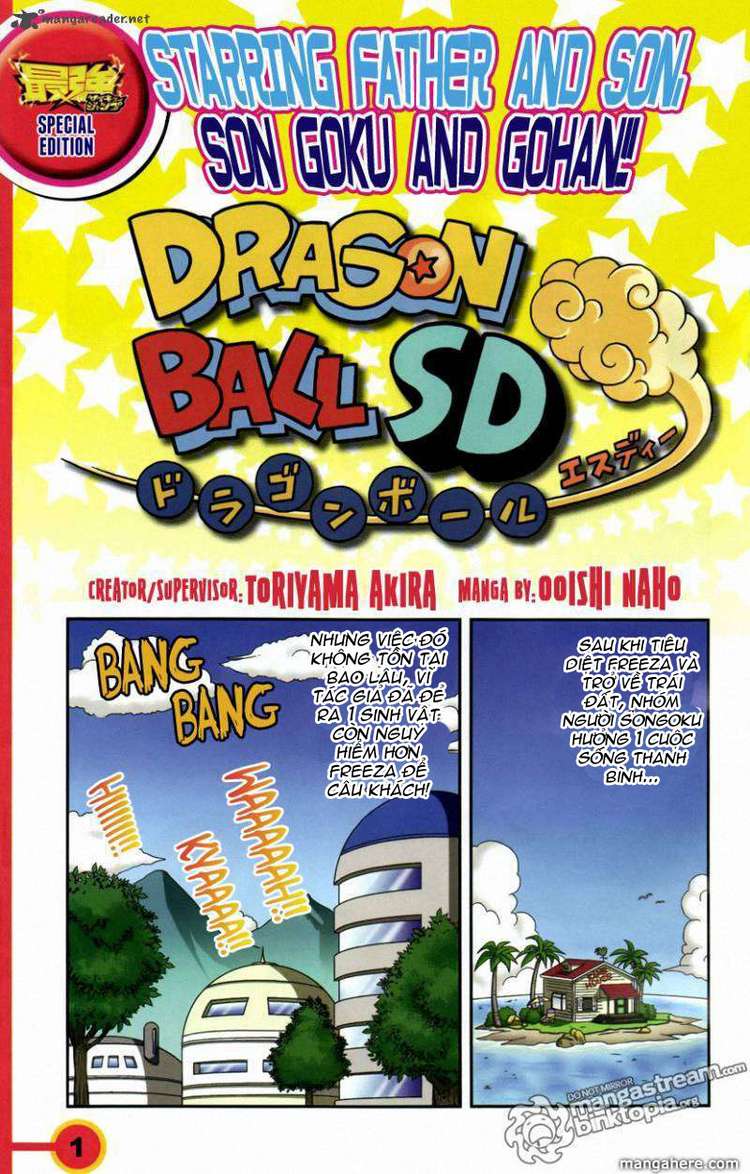 mangareader.net
最強
ジャンプ
SPECIAL
EDITION
STARRING FATHER AND SON,
SON GOKU AND GOHAN!!
DRAGON
BALL SD
ドラゴンボール
エスディー
CREATOR/SUPERVISOR: TORIYAMA AKIRA MANGA BY: OOISHI NAHO
SAU KHI TIÊU
DIỆT FREEZA VÀ
TRỞ VỀ TRÁI
ĐẤT, NHÓM
NGƯỜI SONGOKU
HƯỞNG 1 CUỘC
SỐNG THANH
BÌNH...
NHƯNG VIỆC ĐÓ
KHÔNG TỒN TẠI
BAO LÂU, VÌ
TÁC GIẢ ĐÃ ĐẺ
RA 1 SINH VẬT
CÒN NGUY
HIỂM HƠN
FREEZA ĐỂ
CÂU KHÁCH!
BANG
BANG
WAAAAAH!!!
KYAAAA!!
HIIIIII!!
DO NOT MIRROR
mangastream.com
binktopia.org
1
mangahere.com